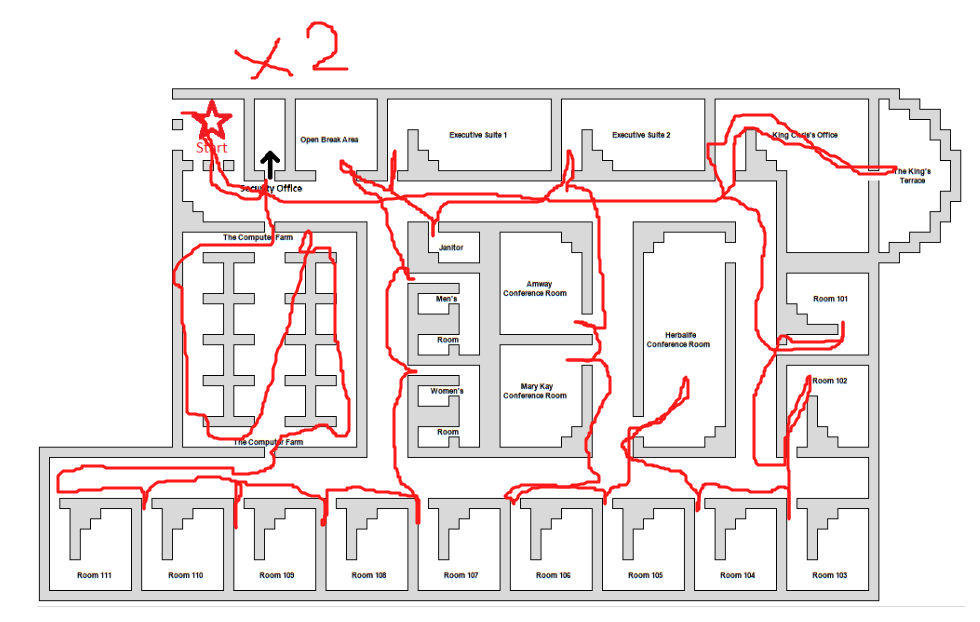 x 2
Open Break Area
Executive Suite 1
Executive Suite 2
King Chris's Office
Start
The King's
Terrace
Security Office
The Computer Farm
Janitor
Amway
Conference Room
Men's
Room
Room 101
Herbalife
Conference Room
Women's
Room
Mary Kay
Conference Room
Room 102
The Computer Farm
Room 111
Room 110
Room 109
Room 108
Room 107
Room 106
Room 105
Room 104
Room 103